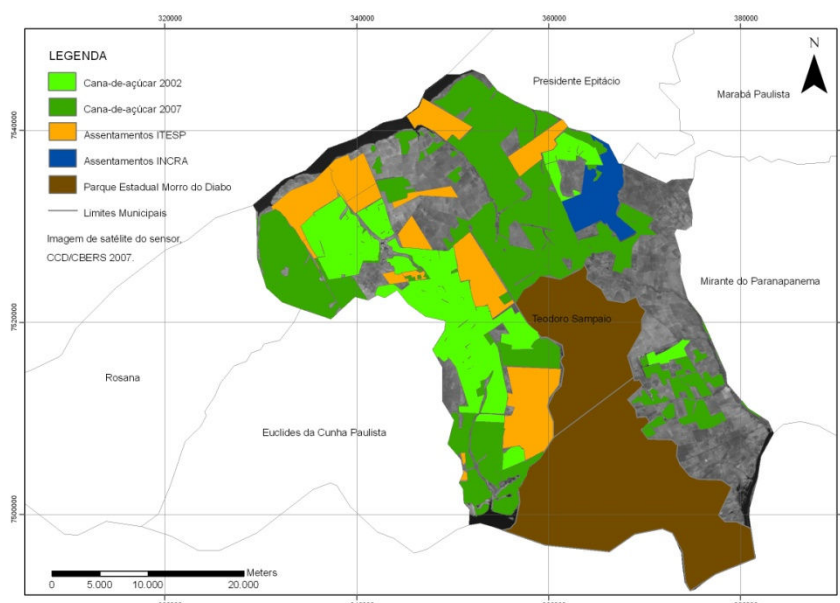 320000 340000 360000 380000
LEGENDA
Cana-de-açúcar 2002
Cana-de-açúcar 2007
Assentamentos ITESP
Assentamentos INCRA
Parque Estadual Morro do Diabo
Limites Municipais
Imagem de satélite do sensor,
CCD/CBERS 2007.
N
Presidente Epitácio
Marabá Paulista
7540000
7540000
Mirante do Paranapanema
Teodoro Sampaio
7520000
7520000
Rosana
Euclides da Cunha Paulista
7500000
7500000
Meters
0 5.000 10.000 20.000